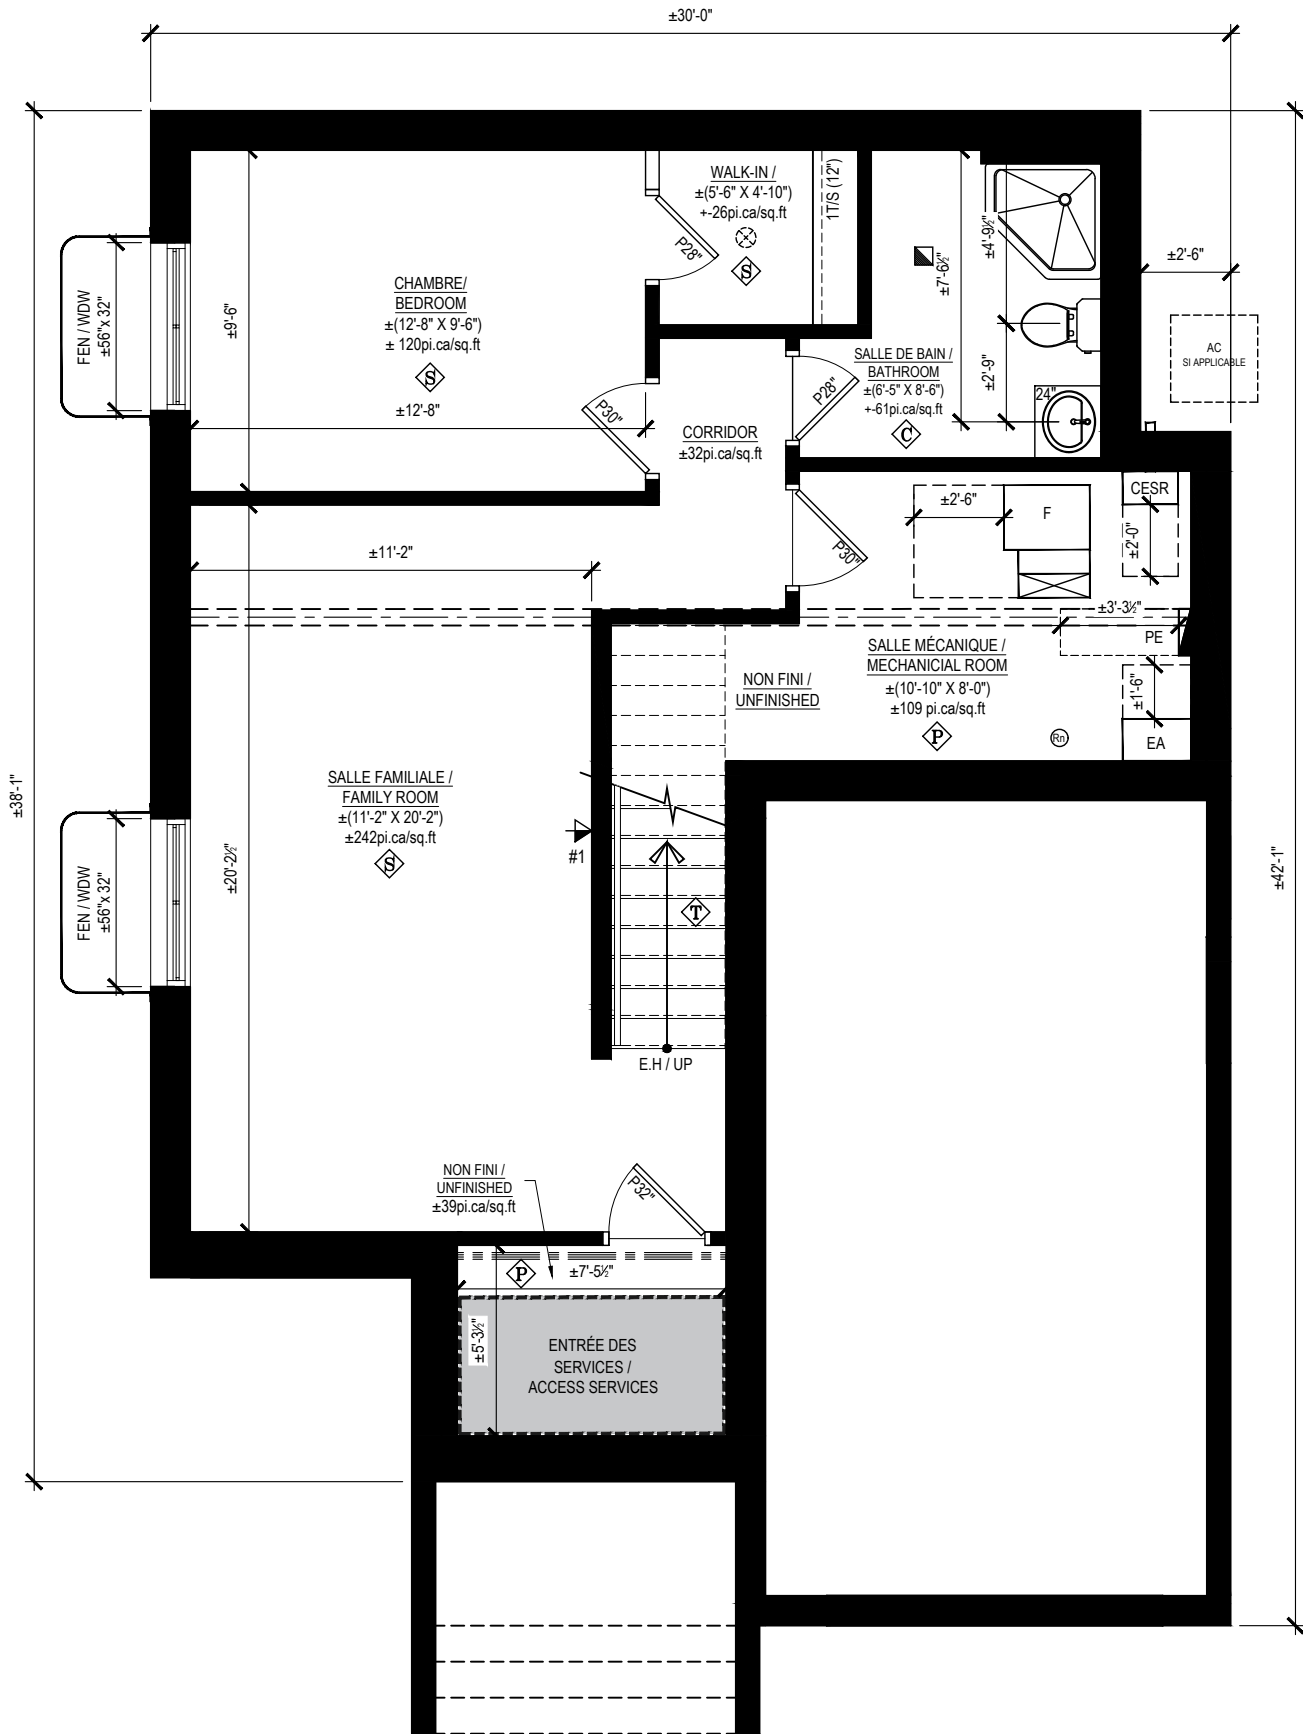 ±30'-0"
WALK-IN /
±(5'-6" X 4'-10")
+-26pi.ca/sq.ft
1T/S (12")
P28"
S
±4'-9½"
±7'-6½"
±2'-6"
FEN / WDW
±56"x 32"
±9'-6"
CHAMBRE/
BEDROOM
±(12'-8" X 9'-6")
± 120pi.ca/sq.ft
S
±12'-8"
P30"
CORRIDOR
±32pi.ca/sq.ft
P28"
SALLE DE BAIN /
BATHROOM
±(6'-5" X 8'-6")
+-61pi.ca/sq.ft
C
±2'-9"
24"
AC
SI APPLICABLE
±11'-2"
P30"
±2'-6"
F
CESR
±2'-0"
±3'-3½"
PE
±1'-6"
EA
NON FINI /
UNFINISHED
SALLE MÉCANIQUE /
MECHANICIAL ROOM
±(10'-10" X 8'-0")
±109 pi.ca/sq.ft
P
Rn
±38'-1"
FEN / WDW
±56"x 32"
±20'-2½"
SALLE FAMILIALE /
FAMILY ROOM
±(11'-2" X 20'-2")
±242pi.ca/sq.ft
S
#1
T
E.H / UP
±42'-1"
NON FINI /
UNFINISHED
±39pi.ca/sq.ft
P32"
P
±7'-5½"
±5'-3½"
ENTRÉE DES
SERVICES /
ACCESS SERVICES